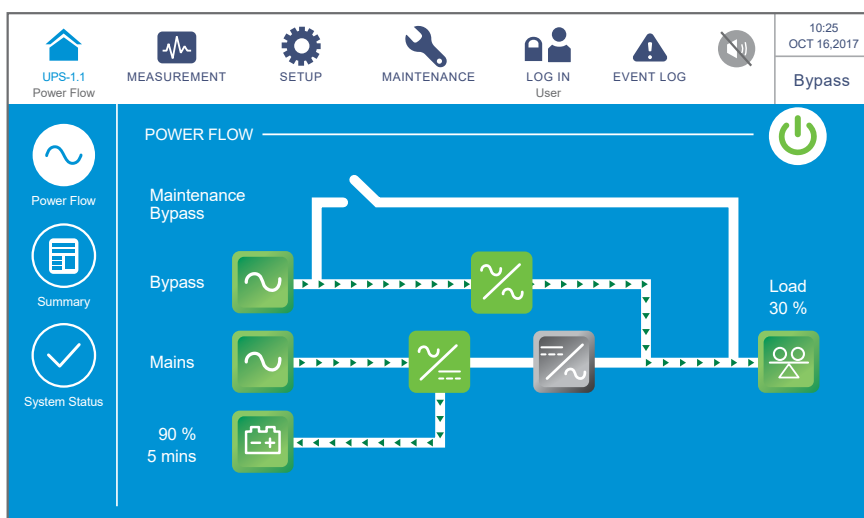 10:25
OCT 16,2017
UPS-1.1
MEASUREMENT
SETUP
MAINTENANCE
LOG IN
EVENT LOG
Power Flow
User
Bypass
POWER FLOW
Power Flow
Maintenance
Bypass
Bypass
Summary
Load
30 %
Mains
System Status
90 %
5 mins